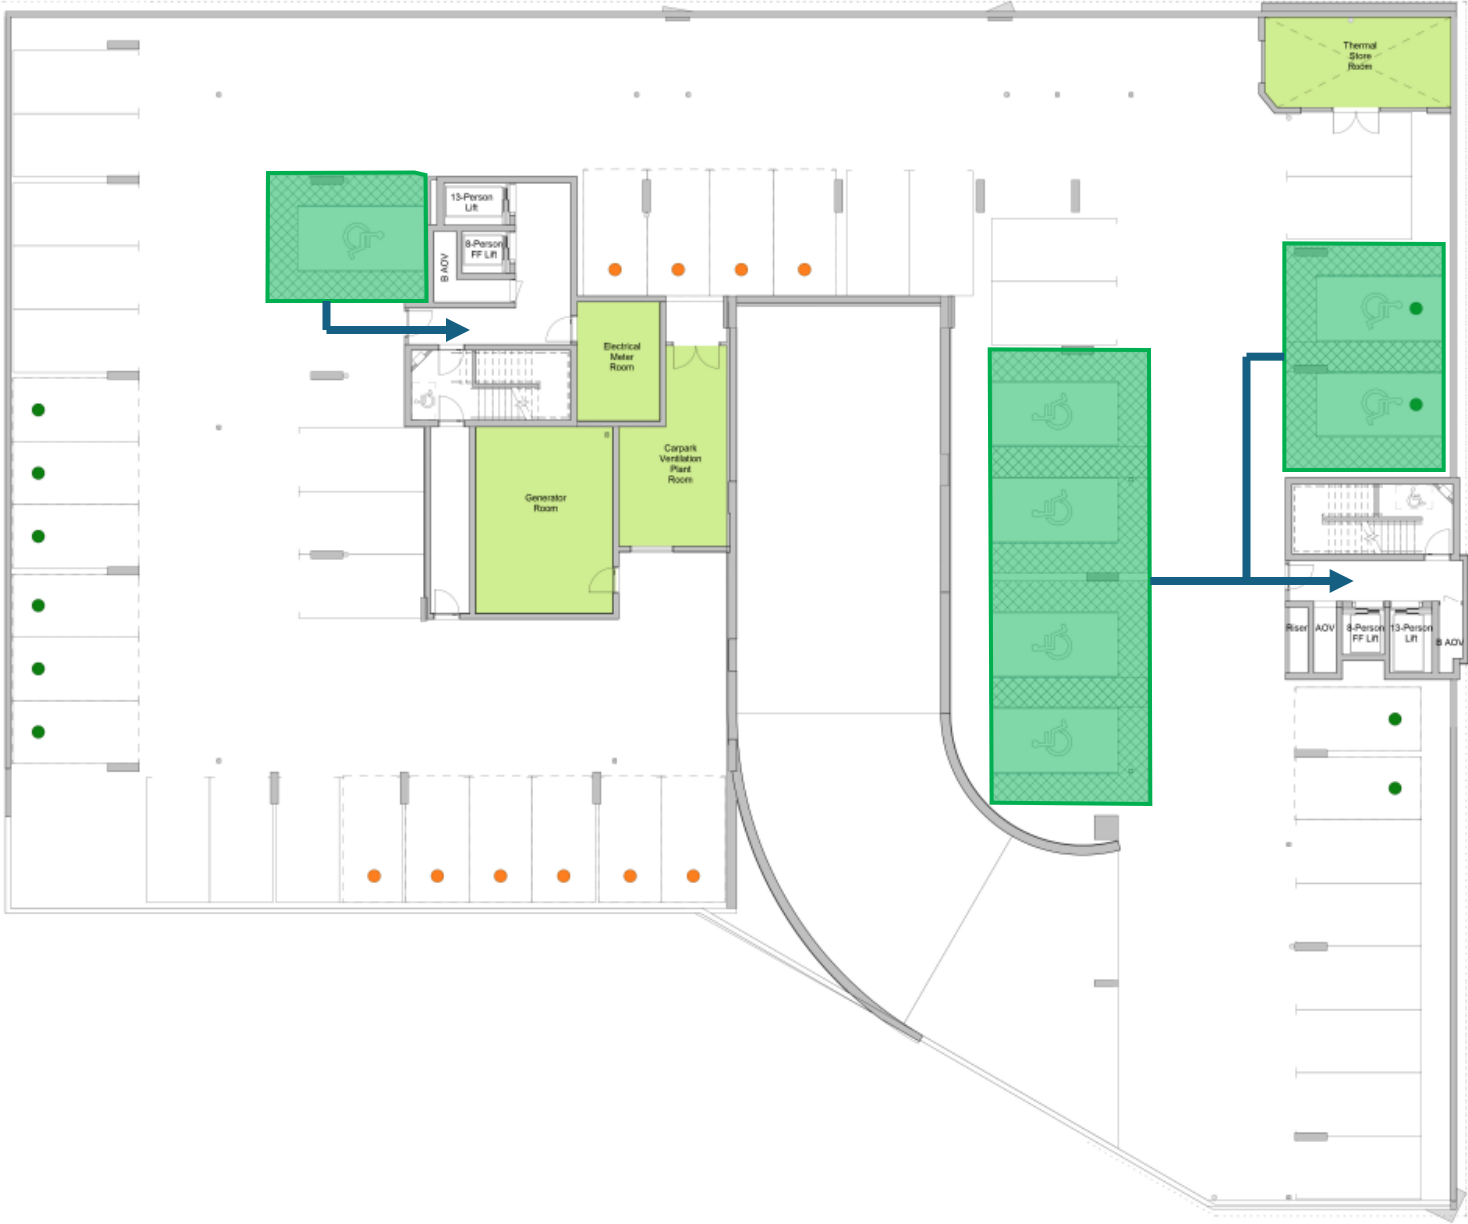 Thermal
Store
Room
13-Person
Lift
8-Person
FF Lift
B AOV
Electrical
Meter
Room
Carpark
Ventilation
Plant
Room
Generator
Room
Riser
AOV
8-Person
FF Lift
13-Person
Lift
B AOV